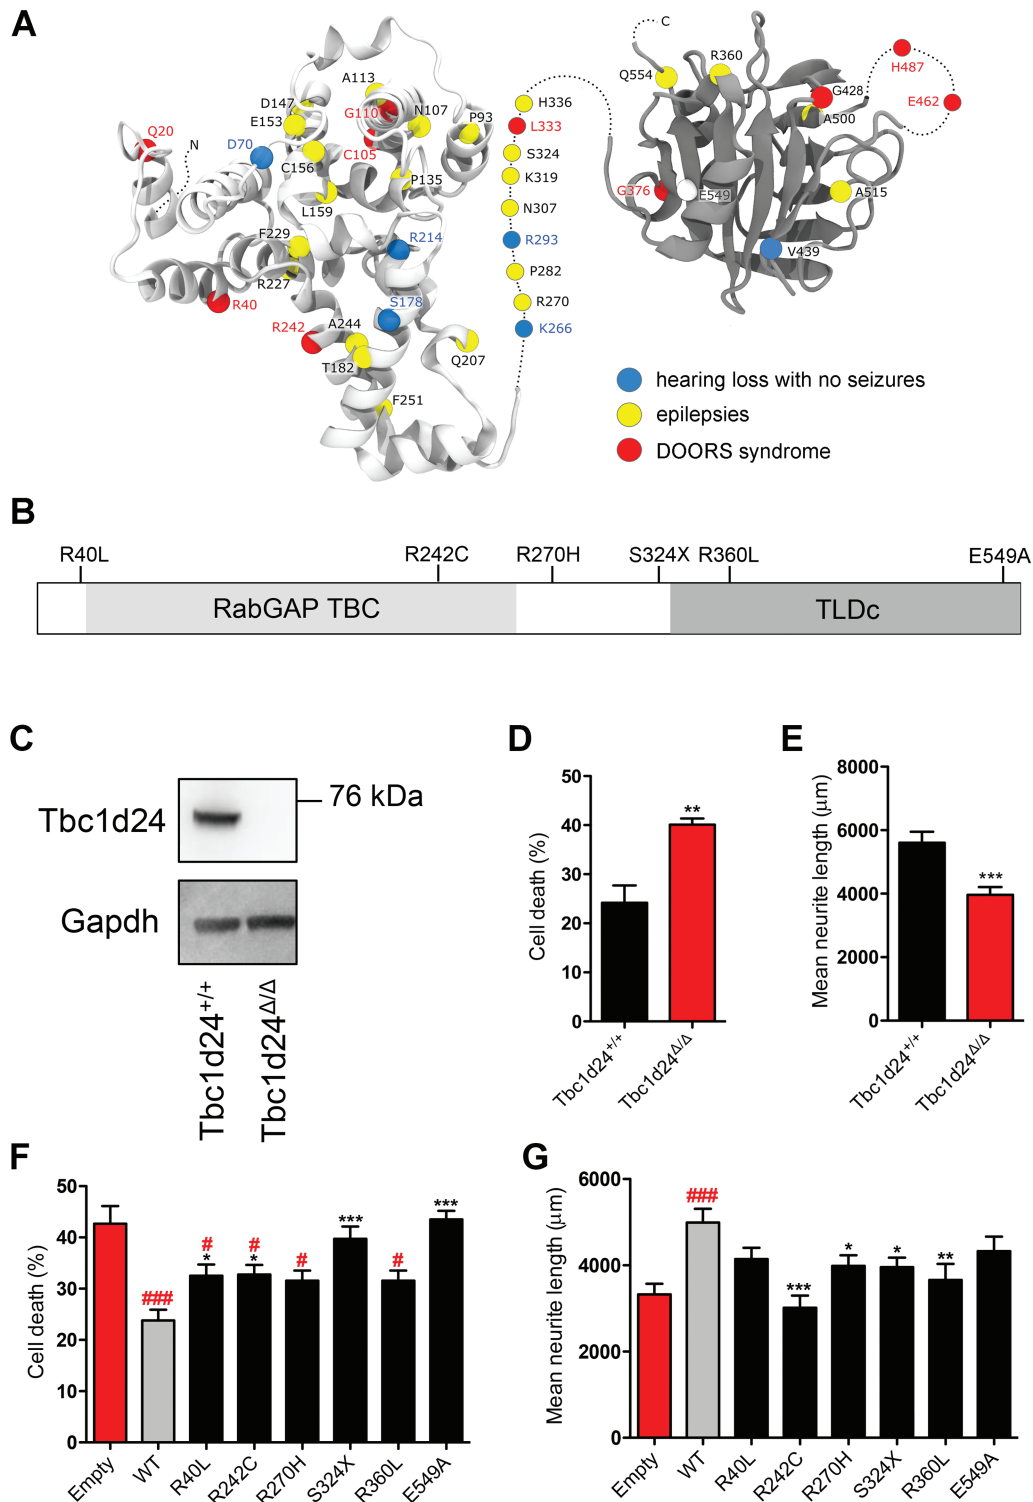 A
C
R360
Q554
H487
A113
G428
H336
E462
D147
G110
N107
A500
E153
P93
L333
Q20
N
D70
C105
S324
C156
P135
K319
G376
E549
A515
L159
N307
F229
R214
R293
V439
R227
P282
S178
R40
R270
R242
A244
K266
T182
Q207
F251
hearing loss with no seizures
epilepsies
DOORS syndrome
B
R40L R242C R270H S324X R360L E549A
RabGAP TBC TLDc
C
Tbc1d24
76 kDa
Gapdh
Tbc1d24+/+
Tbc1d24Δ/Δ
D
Cell death (%)
50
40
30
20
10
0
**
Tbc1d24+/+
Tbc1d24Δ/Δ
E
Mean neurite length (μm)
8000
6000
4000
2000
0
***
Tbc1d24+/+
Tbc1d24Δ/Δ
F
Cell death (%)
50
40
30
20
10
0
###
#
*
#
*
#
***
#
***
Empty
WT
R40L
R242C
R270H
S324X
R360L
E549A
G
Mean neurite length (μm)
6000
4000
2000
0
###
***
*
*
**
Empty
WT
R40L
R242C
R270H
S324X
R360L
E549A